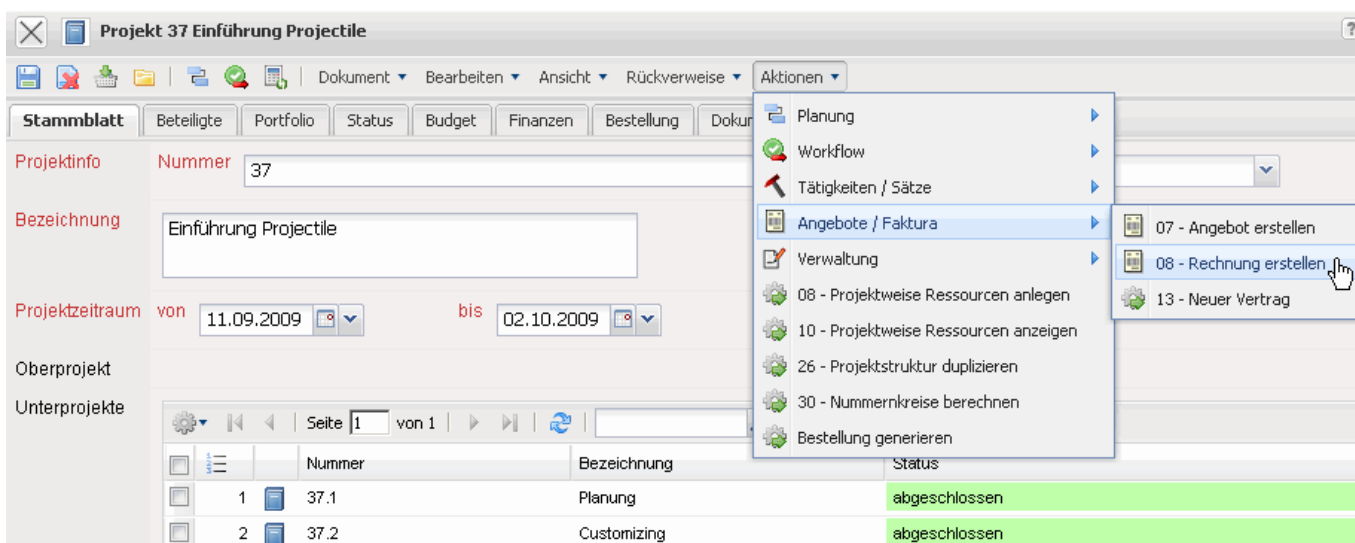 Projekt 37 Einführung Projectile
?
Dokument Bearbeiten Ansicht Rückverweise Aktionen
Stammblatt Beteiligte Portfolio Status Budget Finanzen Bestellung
Planung
Workflow
Tätigkeiten / Sätze
Angebote / Faktura
Verwaltung
08 - Projektweise Ressourcen anlegen
10 - Projektweise Ressourcen anzeigen
26 - Projektstruktur duplizieren
30 - Nummernkreise berechnen
Bestellung generieren
07 - Angebot erstellen
08 - Rechnung erstellen
13 - Neuer Vertrag
Projektinfo Nummer 37
Bezeichnung Einführung Projectile
Projektzeitraum von 11.09.2009 bis 02.10.2009
Oberprojekt
Unterprojekte
Seite 1 von 1
Nummer Bezeichnung Status
1 37.1 Planung abgeschlossen
2 37.2 Customizing abgeschlossen